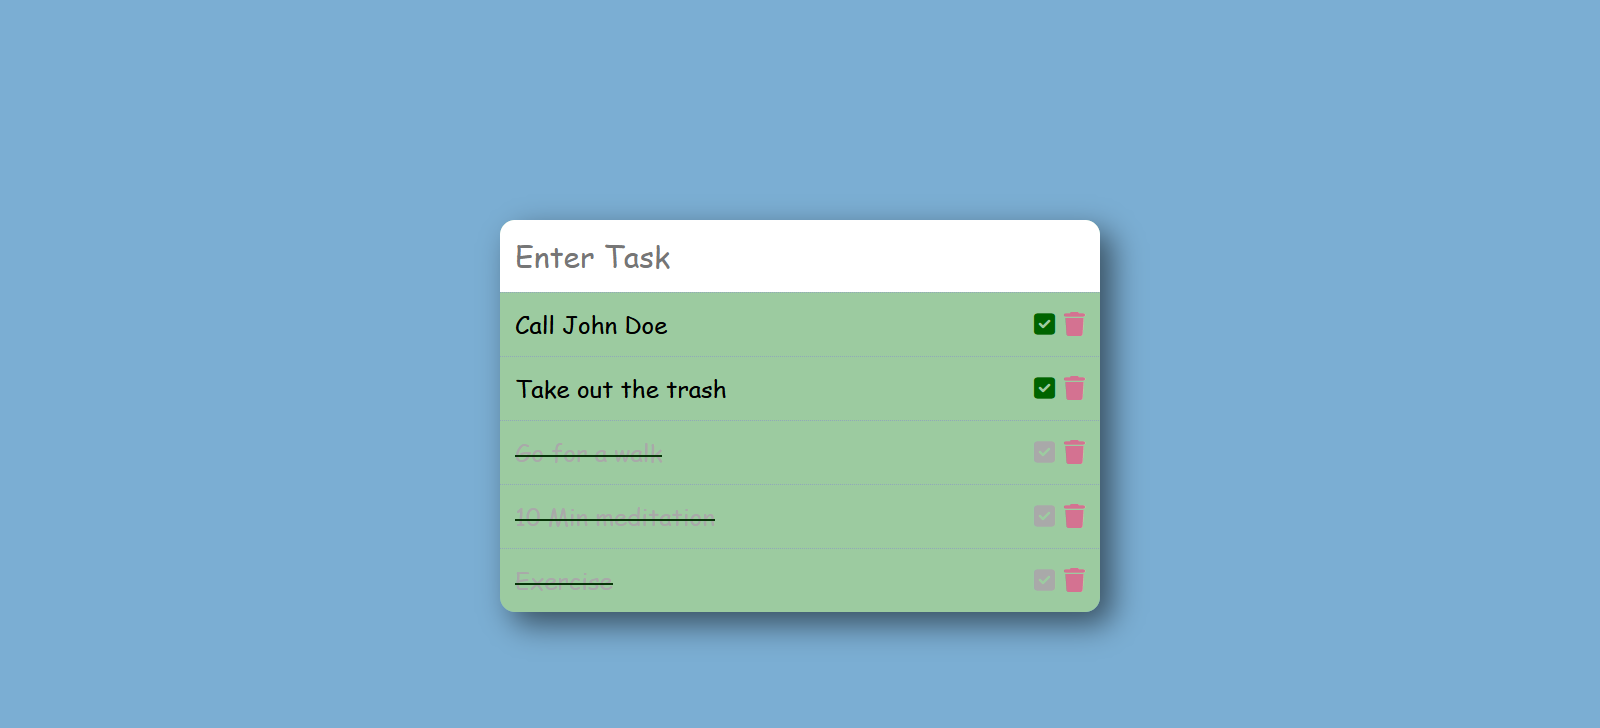 Enter Task
Call John Doe
Take out the trash
Go for a walk
10 Min meditation
Exercise